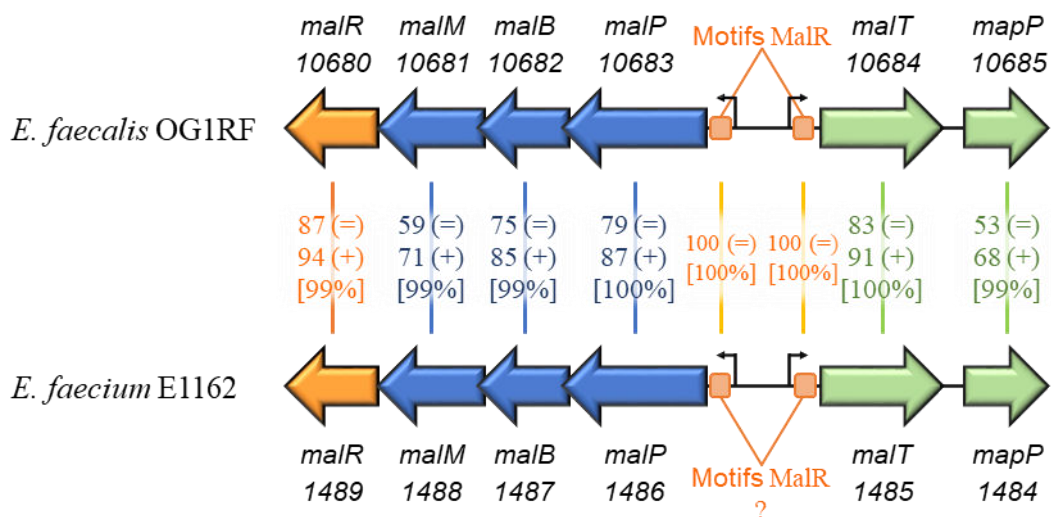 malR malM malB malP Motifs MalR malT mapP
10680 10681 10682 10683 10684 10685
E. faecalis OG1RF
87 (=) 59 (=) 75 (=) 79 (=) 100 (=) 100 (=) 83 (=) 53 (=)
94 (+) 71 (+) 85 (+) 87 (+) [100%] [100%] 91 (+) 68 (+)
[99%] [99%] [99%] [100%] [100%] [99%]
E. faecium E1162
malR malM malB malP Motifs MalR malT mapP
1489 1488 1487 1486 ? 1485 1484